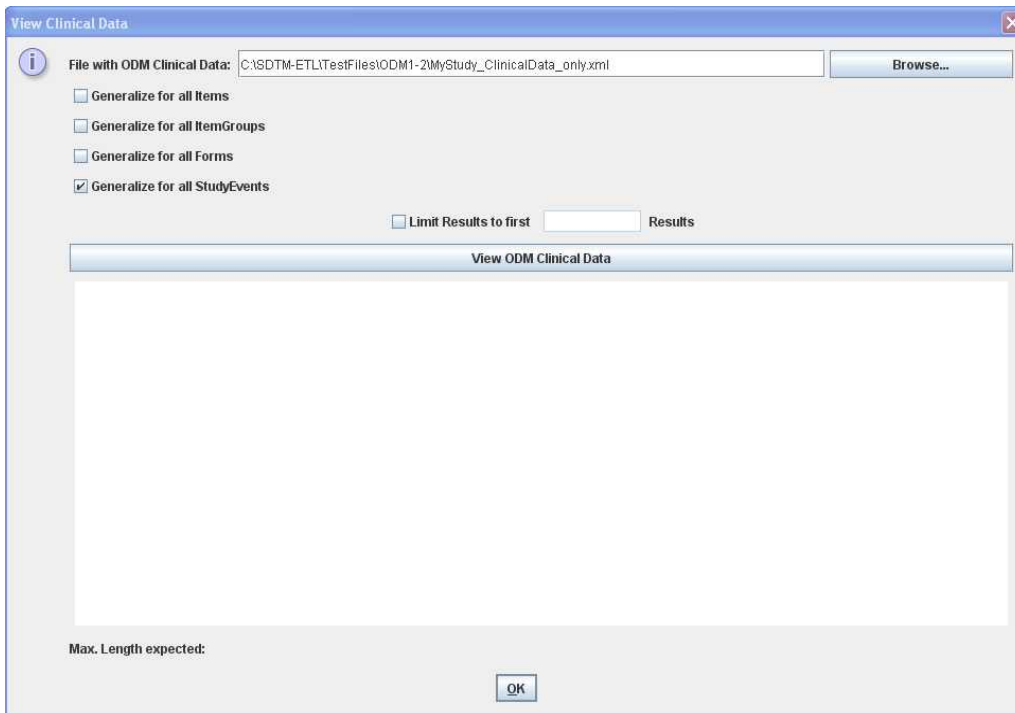 View Clinical Data
File with ODM Clinical Data: C:\SDTM-ETL\TestFiles\ODM1-2\MyStudy_ClinicalData_only.xml Browse...
Generalize for all Items
Generalize for all ItemGroups
Generalize for all Forms
Generalize for all StudyEvents
Limit Results to first Results
View ODM Clinical Data
Max. Length expected:
OK